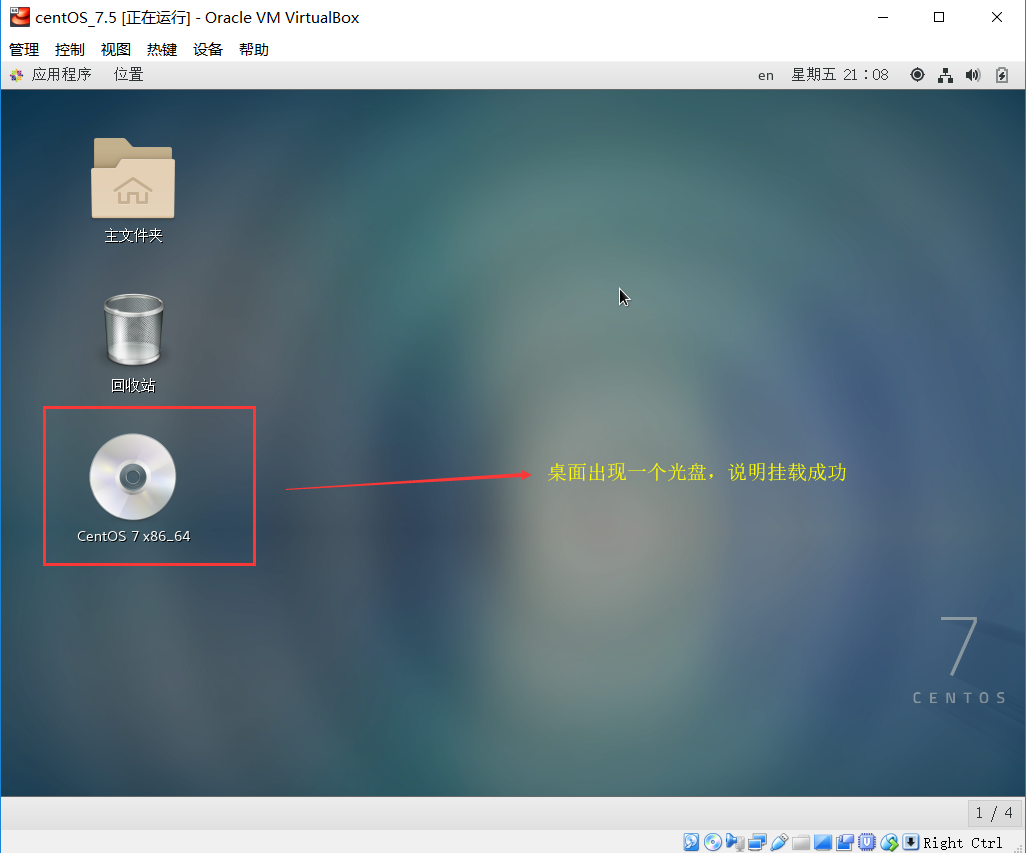 centOS_7.5 [正在运行] - Oracle VM VirtualBox
管理 控制 视图 热键 设备 帮助
应用程序 位置 en 星期五 21:08
主文件夹
回收站
桌面出现一个光盘，说明挂载成功
CentOS 7 x86_64
7
CENTOS
1 / 4
Right Ctrl